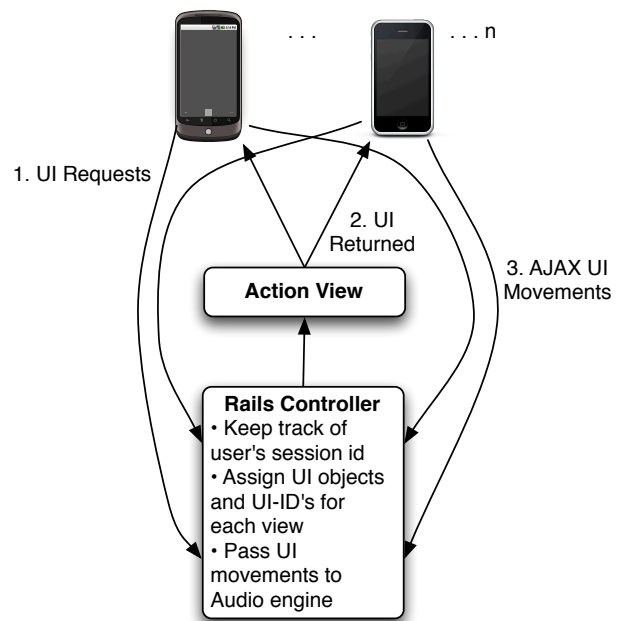 . . .
. . . n
1. UI Requests
2. UI
Returned
3. AJAX UI
Movements
Action View
Rails Controller
• Keep track of
user's session id
• Assign UI objects
and UI-ID's for
each view
• Pass UI
movements to
Audio engine